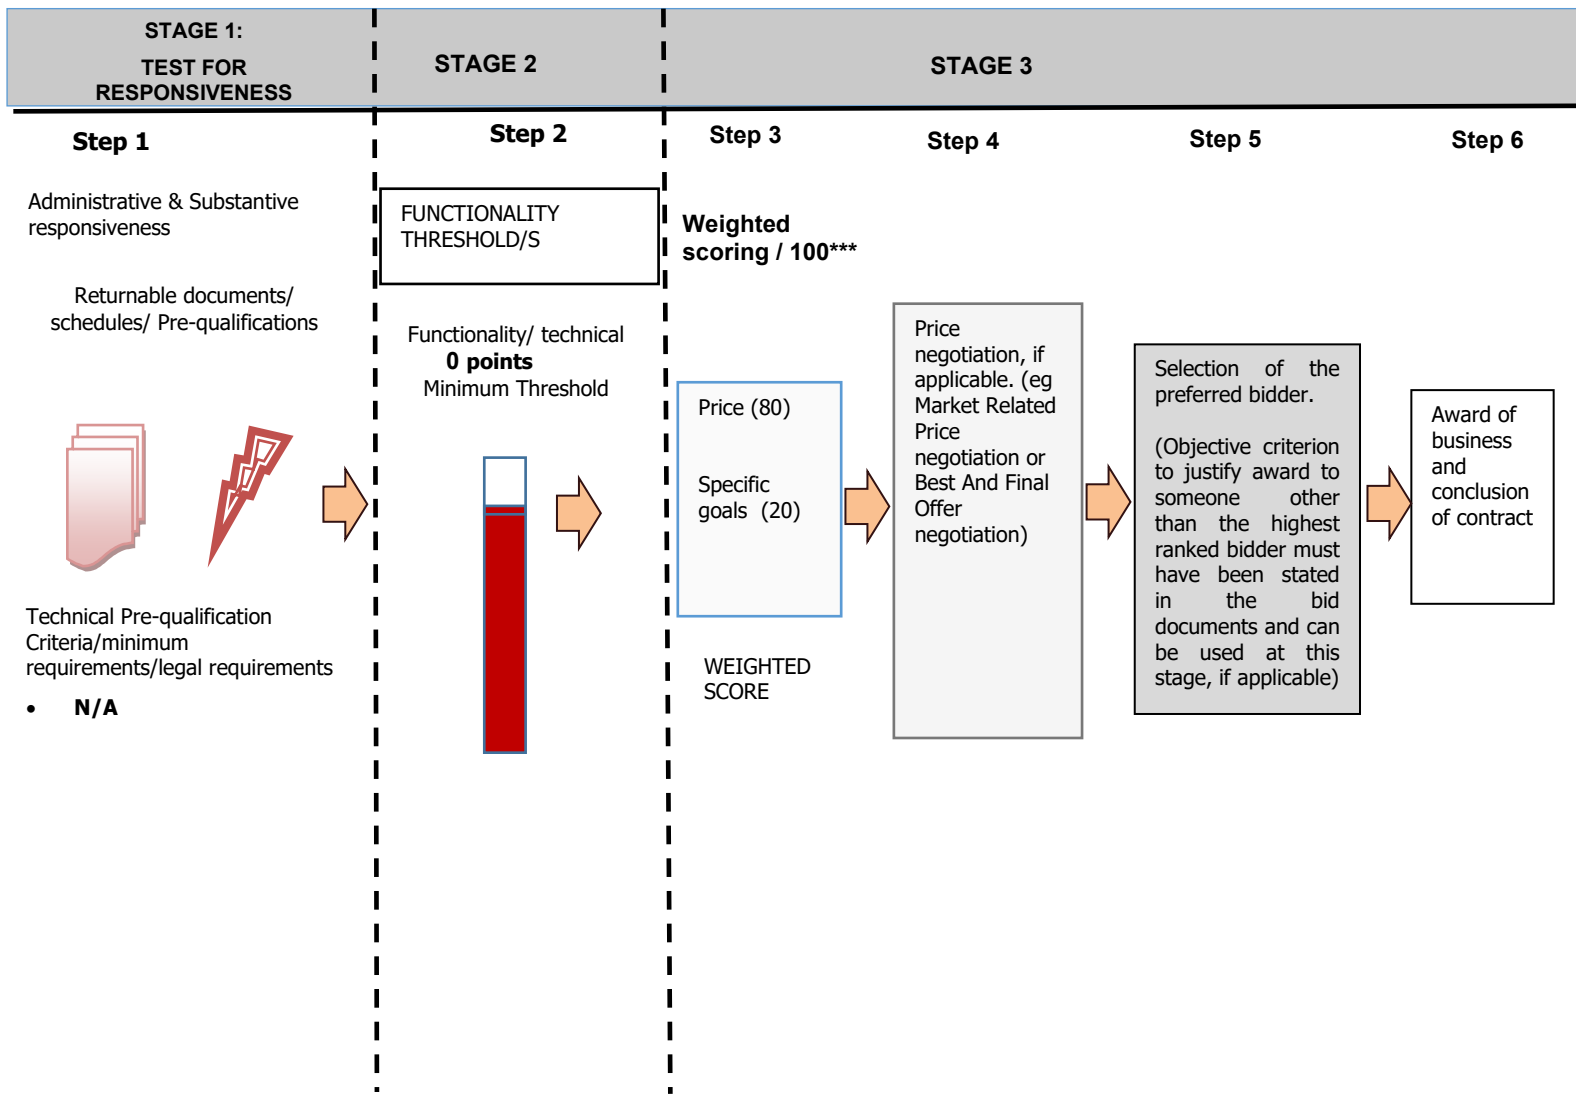 STAGE 1:
TEST FOR
RESPONSIVENESS
STAGE 2
STAGE 3
Step 1
Administrative & Substantive
responsiveness
Returnable documents/
schedules/ Pre-qualifications
Technical Pre-qualification
Criteria/minimum
requirements/legal requirements
• N/A
Step 2
FUNCTIONALITY
THRESHOLD/S
Functionality/ technical
0 points
Minimum Threshold
Step 3
Weighted
scoring / 100***
Price (80)
Specific
goals (20)
WEIGHTED
SCORE
Step 4
Price
negotiation, if
applicable. (eg
Market Related
Price
negotiation or
Best And Final
Offer
negotiation)
Step 5
Selection of the
preferred bidder.
(Objective criterion
to justify award to
someone other
than the highest
ranked bidder must
have been stated
in the bid
documents and can
be used at this
stage, if applicable)
Step 6
Award of
business
and
conclusion
of contract